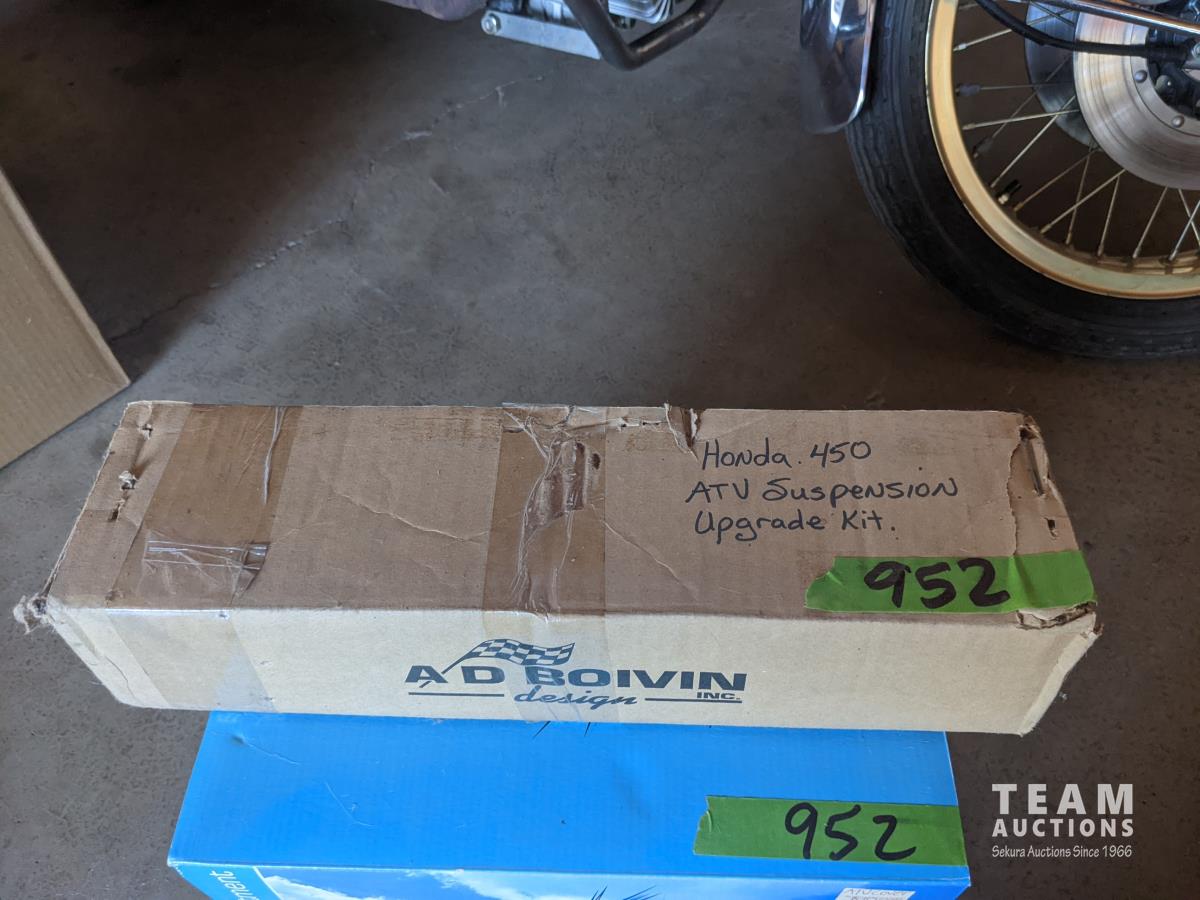 Honda 450
ATV Suspension
Upgrade Kit.
952
A D BOIVIN
design INC.
952
TEAM
AUCTIONS
Sekura Auctions Since 1966